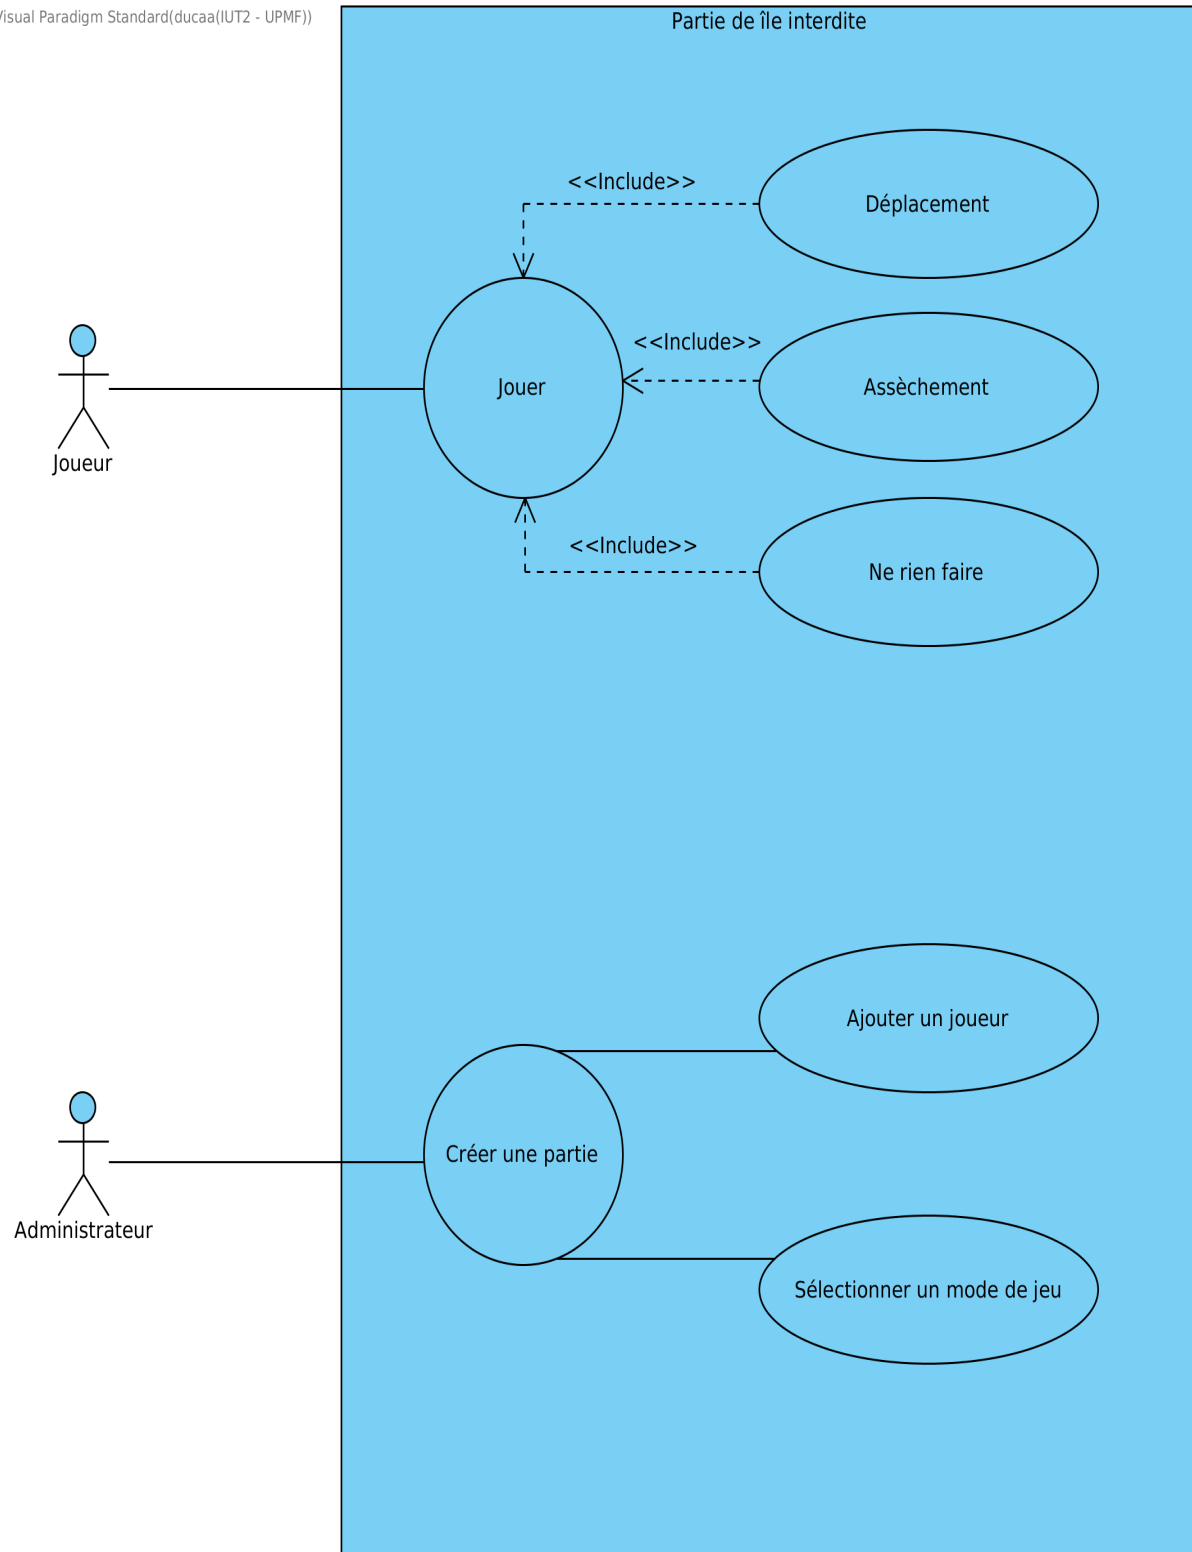 Visual Paradigm Standard(ducaa(IUT2 - UPMF))
Partie de île interdite
<<Include>>
Déplacement
<<Include>>
Jouer
Assèchement
Joueur
<<Include>>
Ne rien faire
Ajouter un joueur
Créer une partie
Administrateur
Sélectionner un mode de jeu